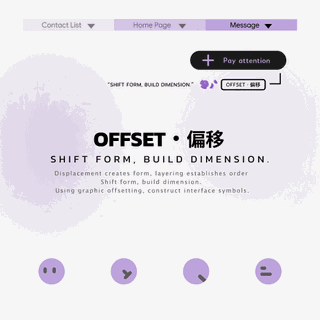 Contact List
Home Page
Message
Pay attention
"SHIFT FORM, BUILD DIMENSION."
OFFSET · 偏移
OFFSET · 偏移
SHIFT FORM, BUILD DIMENSION.
Displacement creates form, layering establishes order
Shift form, build dimension.
Using graphic offsetting, construct interface symbols.